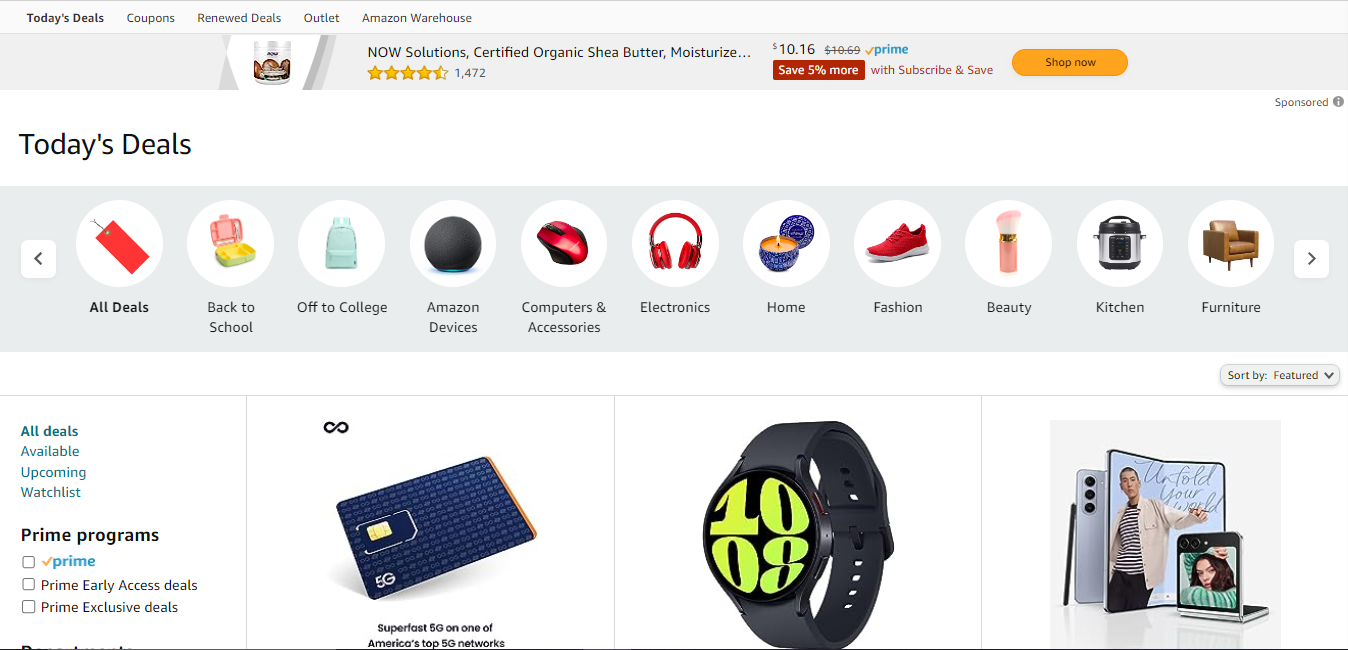 Today's Deals Coupons Renewed Deals Outlet Amazon Warehouse
NOW Solutions, Certified Organic Shea Butter, Moisturize...
$10.16 $10.69 prime
1,472
Save 5% more with Subscribe & Save
Shop now
NOW
Sponsored
Today's Deals
All Deals
Back to
School
Off to College
Amazon
Devices
Computers &
Accessories
Electronics
Home
Fashion
Beauty
Kitchen
Furniture
Sort by: Featured
All deals
Available
Upcoming
Watchlist
Prime programs
prime
Prime Early Access deals
Prime Exclusive deals
5G
Superfast 5G on one of
America's top 5G networks
10
08
Unfold
Your
world